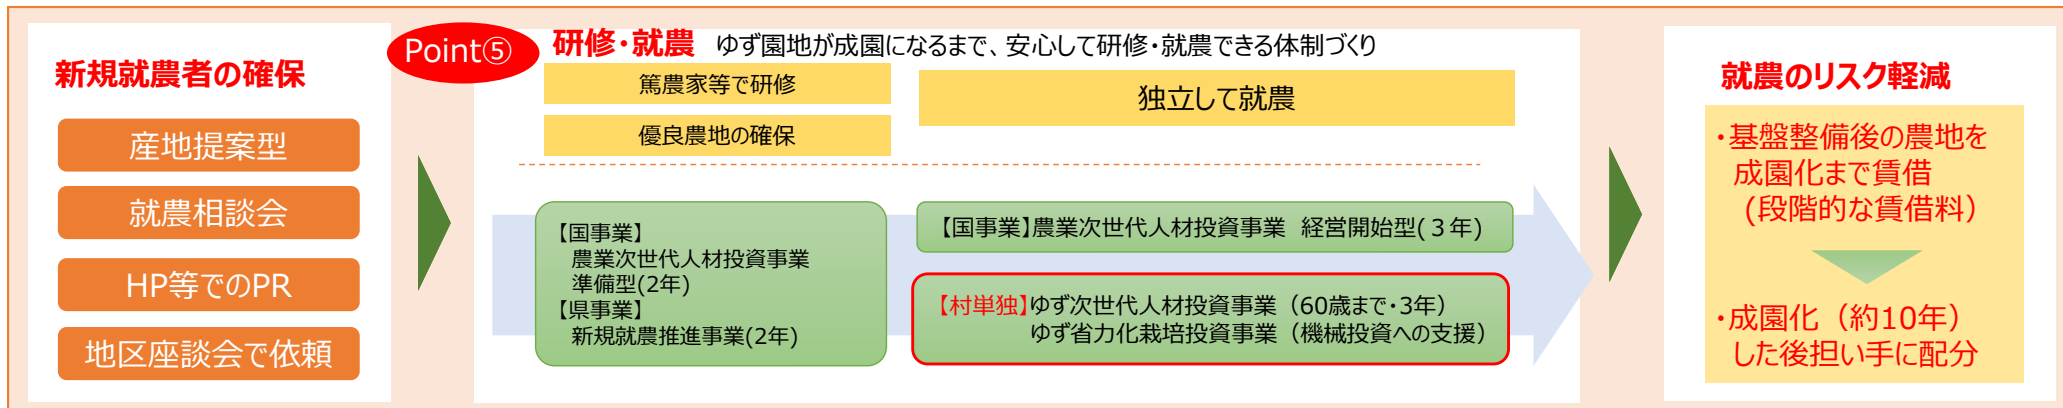 新規就農者の確保
産地提案型
就農相談会
HP等でのPR
地区座談会で依頼
Point⑤
研修・就農 ゆず園地が成園になるまで、安心して研修・就農できる体制づくり
篤農家等で研修
優良農地の確保
独立して就農
【国事業】
農業次世代人材投資事業
準備型(2年)
【県事業】
新規就農推進事業(2年)
【国事業】農業次世代人材投資事業 経営開始型(３年)
【村単独】ゆず次世代人材投資事業（60歳まで・3年）
ゆず省力化栽培投資事業（機械投資への支援）
就農のリスク軽減
・基盤整備後の農地を
成園化まで賃借
(段階的な賃借料）
・成園化（約10年）
した後担い手に配分